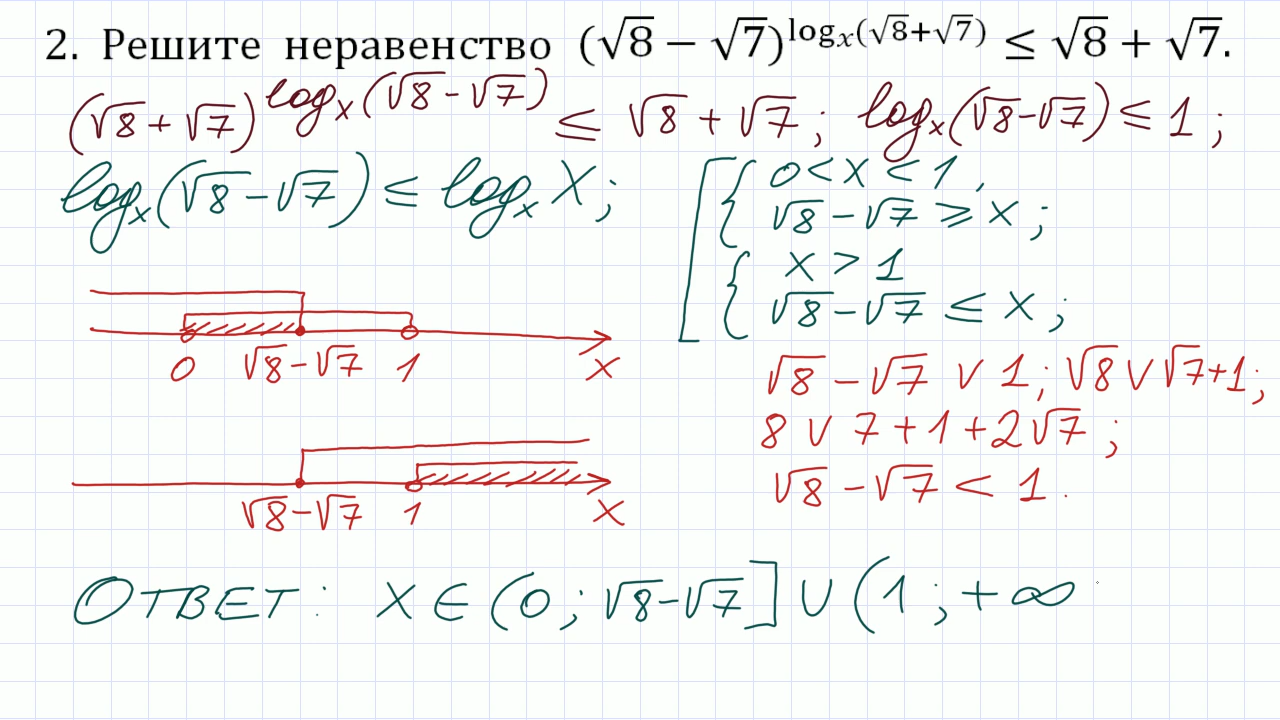 2. Решите неравенство (√8 − √7)^(log_x(√8+√7)) ≤ √8 + √7.
(√8 + √7)^(log_x(√8 − √7)) ≤ √8 + √7; log_x(√8−√7) ≤ 1;
log_x(√8 − √7) ≤ log_x X;
0 < x < 1,
√8 − √7 ⩾ x;
x > 1
√8 − √7 ≤ x;
0 √8−√7 1 x
√8 − √7 ∨ 1; √8 ∨ √7+1;
8 ∨ 7 + 1 + 2√7;
√8 − √7 < 1.
√8−√7 1 x
ОТВЕТ: x ∈ (0; √8−√7] ∪ (1; +∞